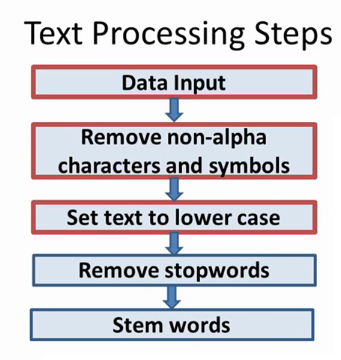 Text Processing Steps
Data Input
Remove non-alpha
characters and symbols
Set text to lower case
Remove stopwords
Stem words